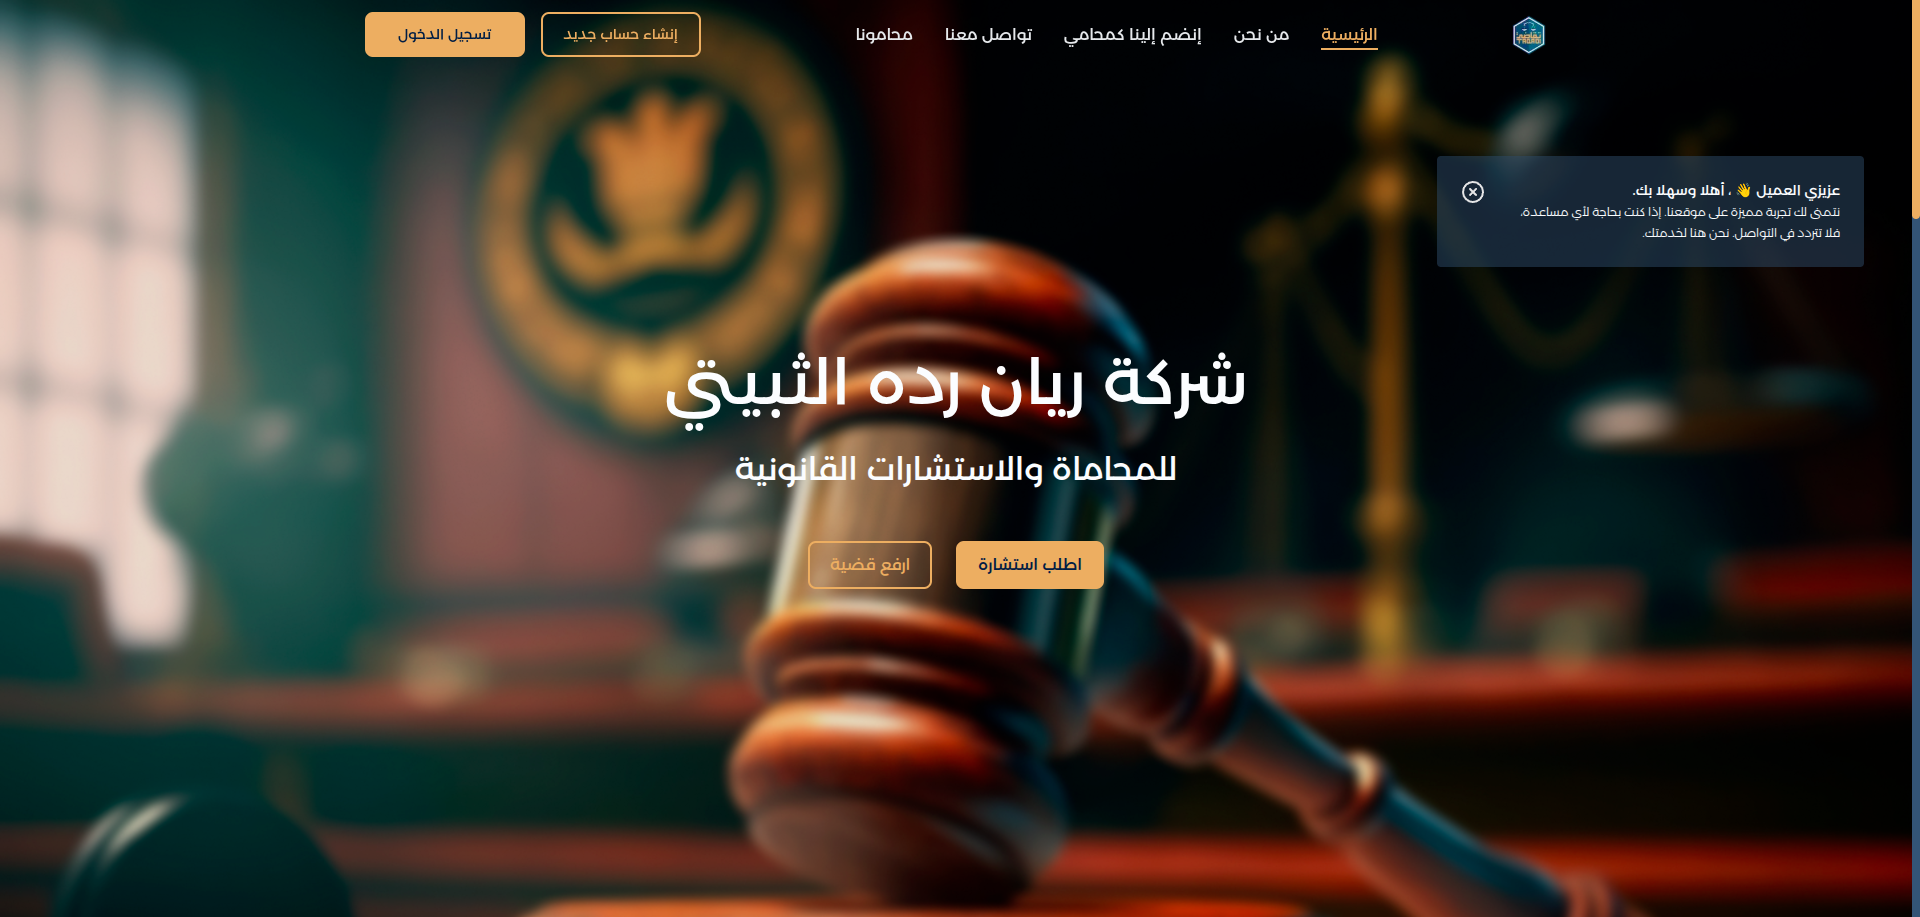 الرئيسية
من نحن
إنضم إلينا كمحامي
تواصل معنا
محامونا
إنشاء حساب جديد
تسجيل الدخول
عزيزي العميل 👋 ، أهلا وسهلا بك.
نتمنى لك تجربة مميزة على موقعنا. إذا كنت بحاجة لأي مساعدة،
فلا تتردد في التواصل. نحن هنا لخدمتك.
شركة ريان رده الثبيتي
للمحاماة والاستشارات القانونية
اطلب استشارة
ارفع قضية